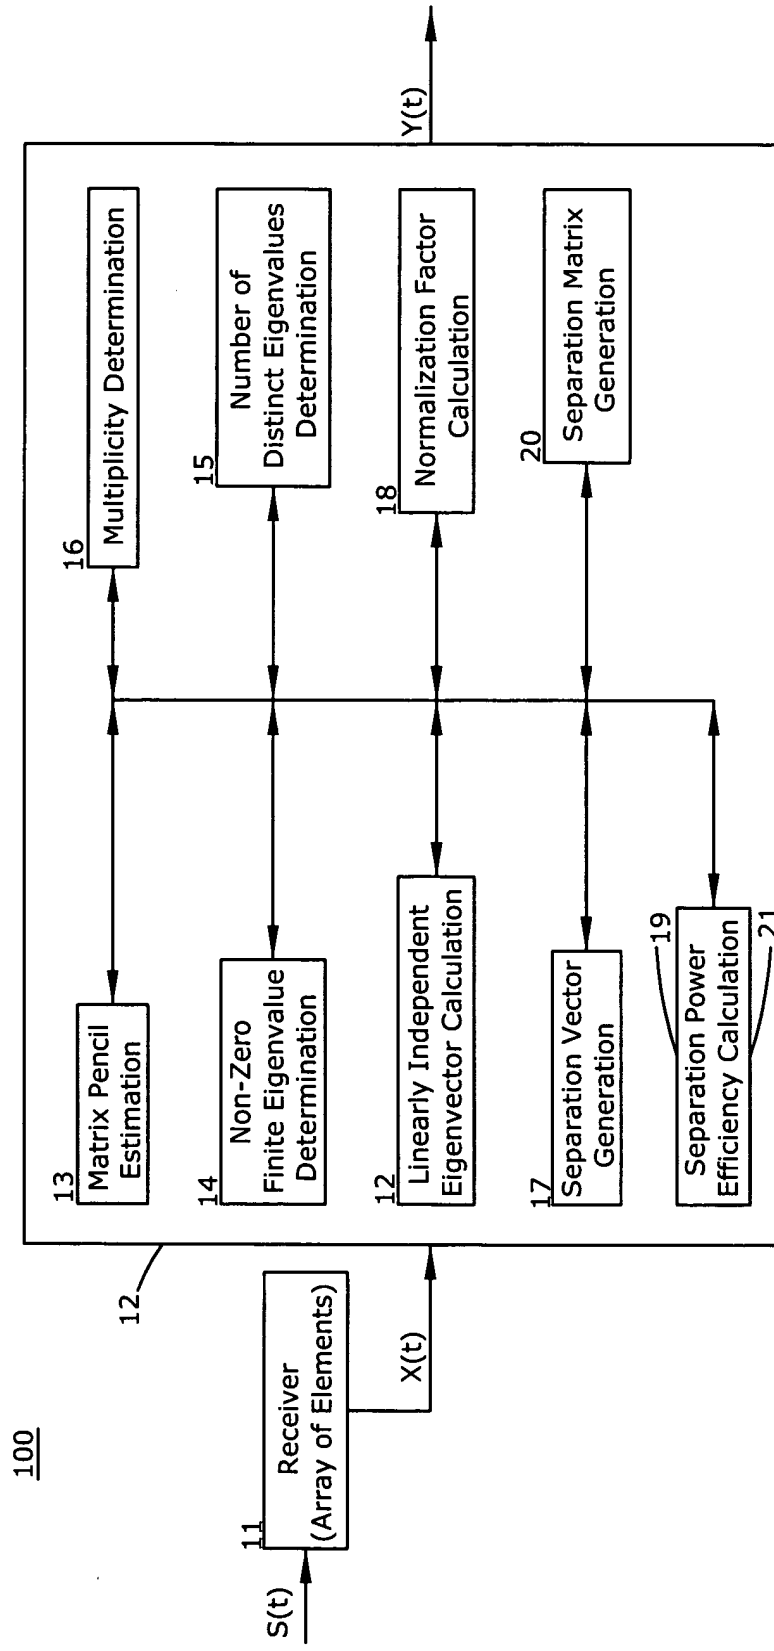 100
S(t)
11
Receiver
(Array of Elements)
X(t)
12
13
Matrix Pencil
Estimation
14
Non-Zero
Finite Eigenvalue
Determination
12
Linearly Independent
Eigenvector Calculation
17
Separation Vector
Generation
19
Separation Power
Efficiency Calculation
21
16
Multiplicity Determination
15
Number of
Distinct Eigenvalues
Determination
18
Normalization Factor
Calculation
20
Separation Matrix
Generation
Y(t)